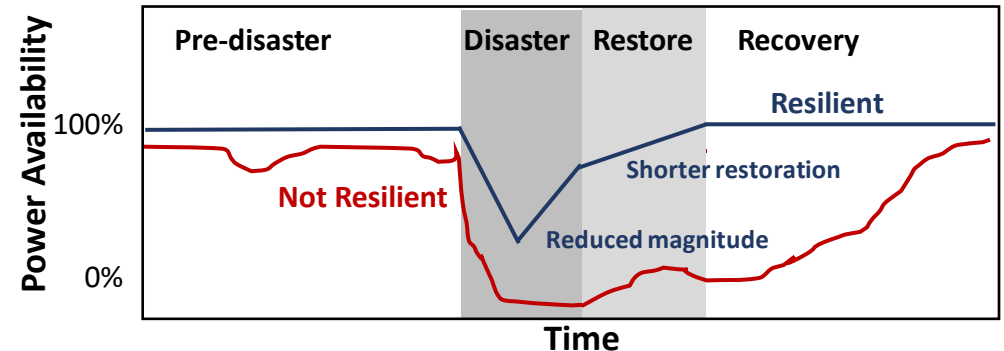 Power Availability
Pre-disaster
Disaster
Restore
Recovery
100%
Resilient
Shorter restoration
Not Resilient
Reduced magnitude
0%
Time